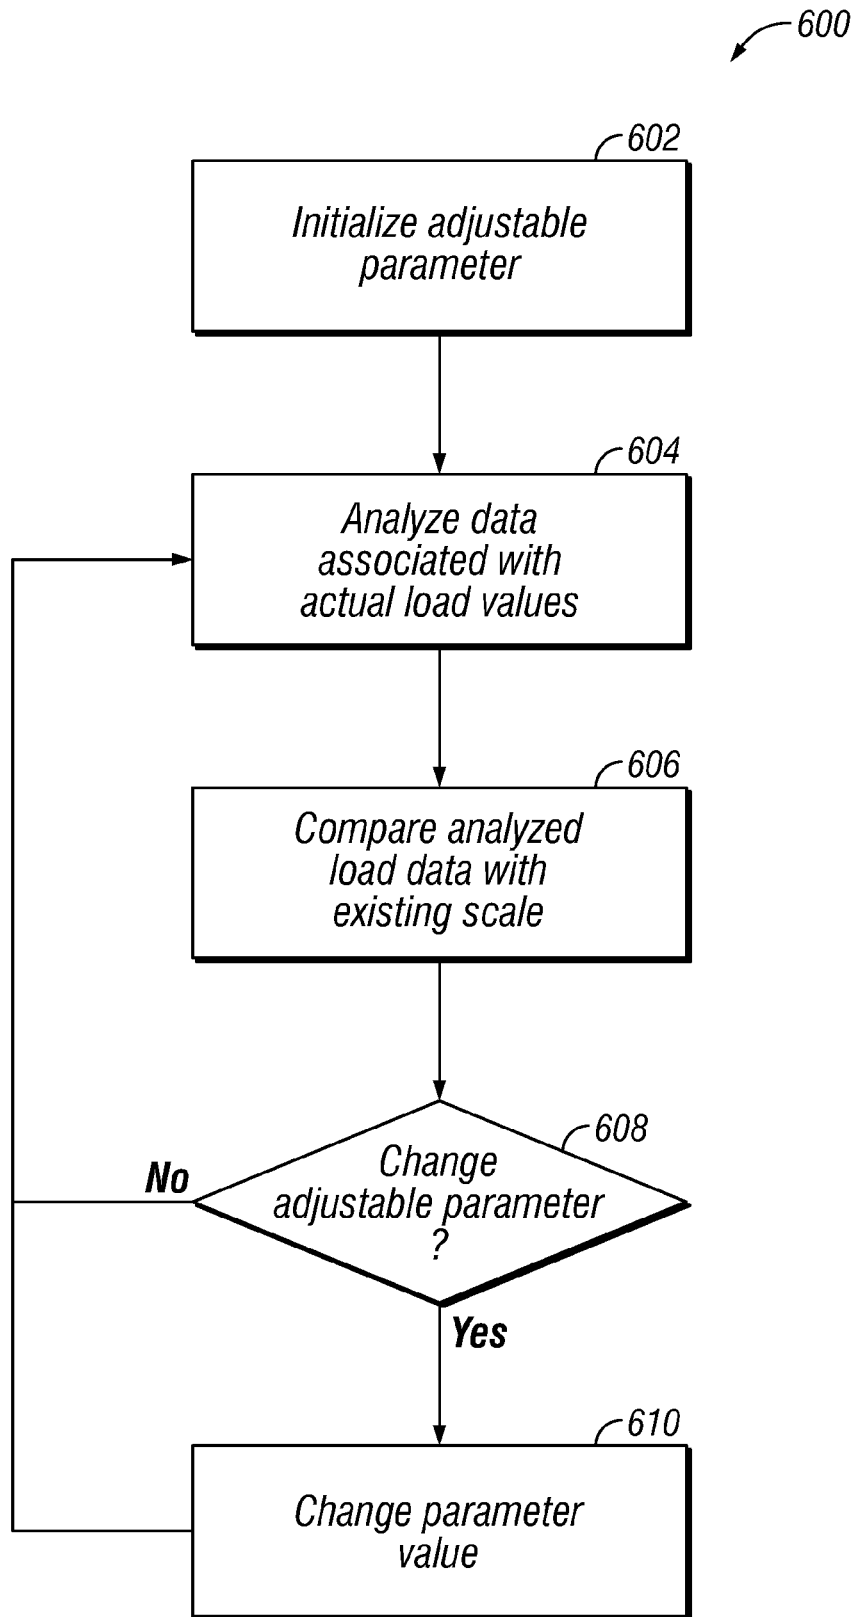 600
602
Initialize adjustable
parameter
604
Analyze data
associated with
actual load values
606
Compare analyzed
load data with
existing scale
608
Change
adjustable parameter
?
No
Yes
610
Change parameter
value